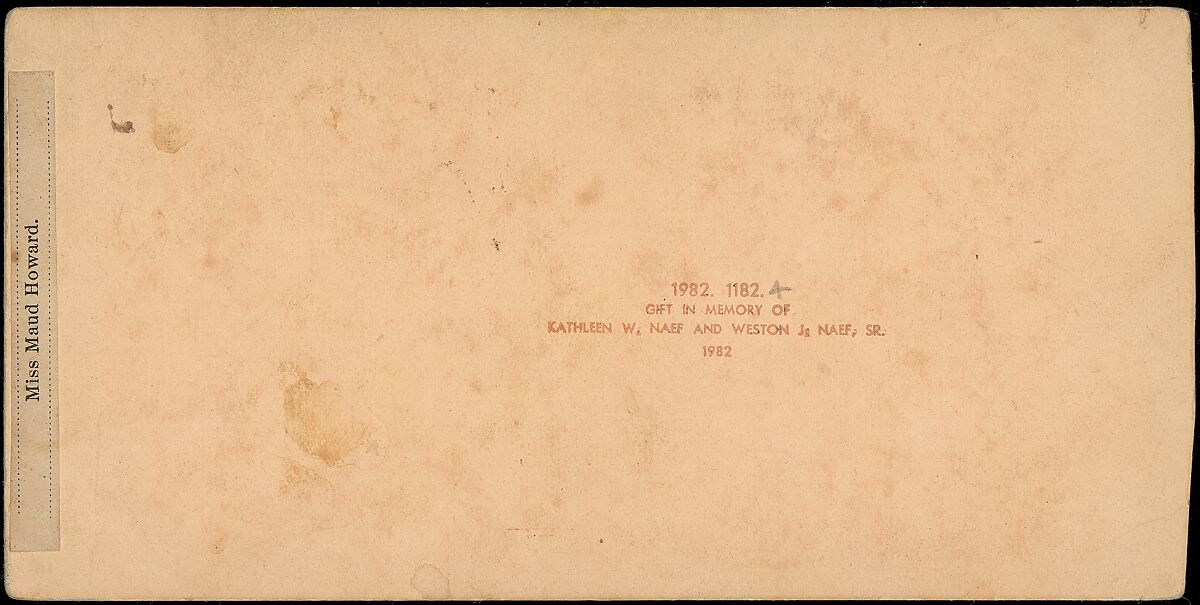 Miss Maud Howard.
1982. 1182.4
GIFT IN MEMORY OF
KATHLEEN W. NAEF AND WESTON J. NAEF, SR.
1982